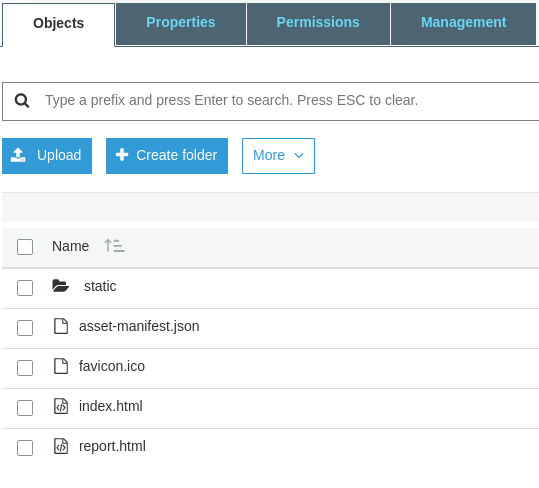 Objects Properties Permissions Management
Type a prefix and press Enter to search. Press ESC to clear.
Upload Create folder More
Name
static
asset-manifest.json
favicon.ico
index.html
report.html